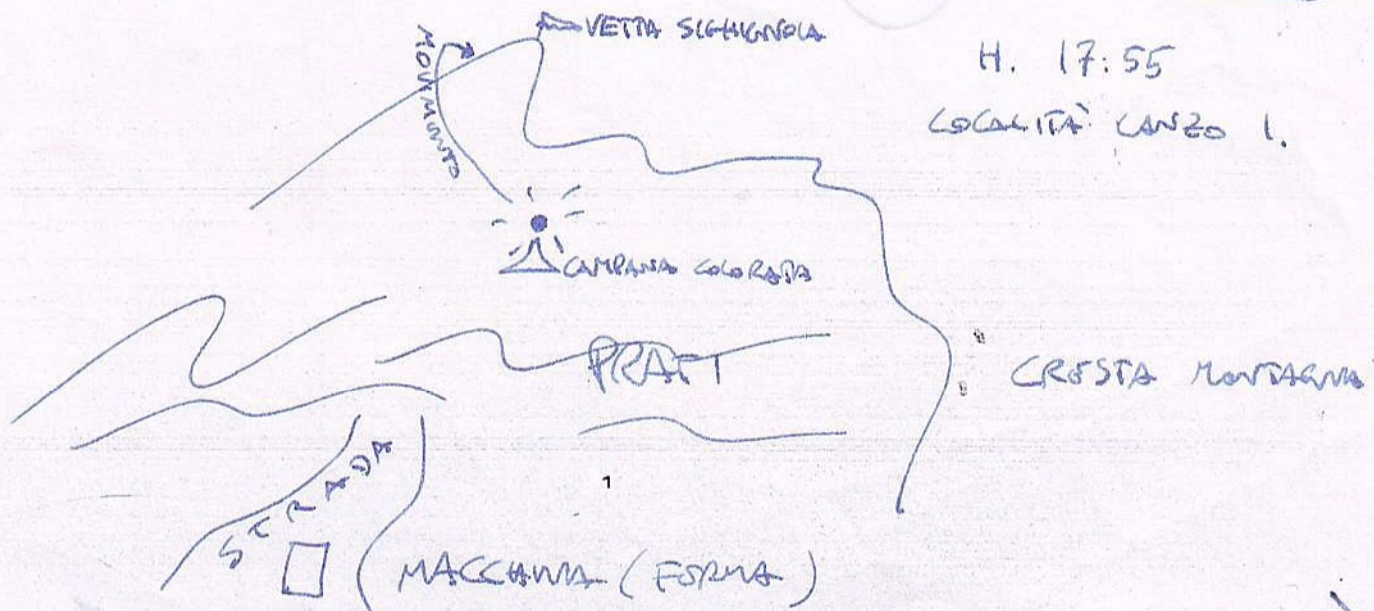 VETTA SIGHIGNOLA
H. 17:55
LOCALITÀ LANZO I.
MOVIMENTO
CAMPANA COLORATA
PRATI
CRESTA MONTAGNA
STRADA
1
MACCHINA (FERMA)